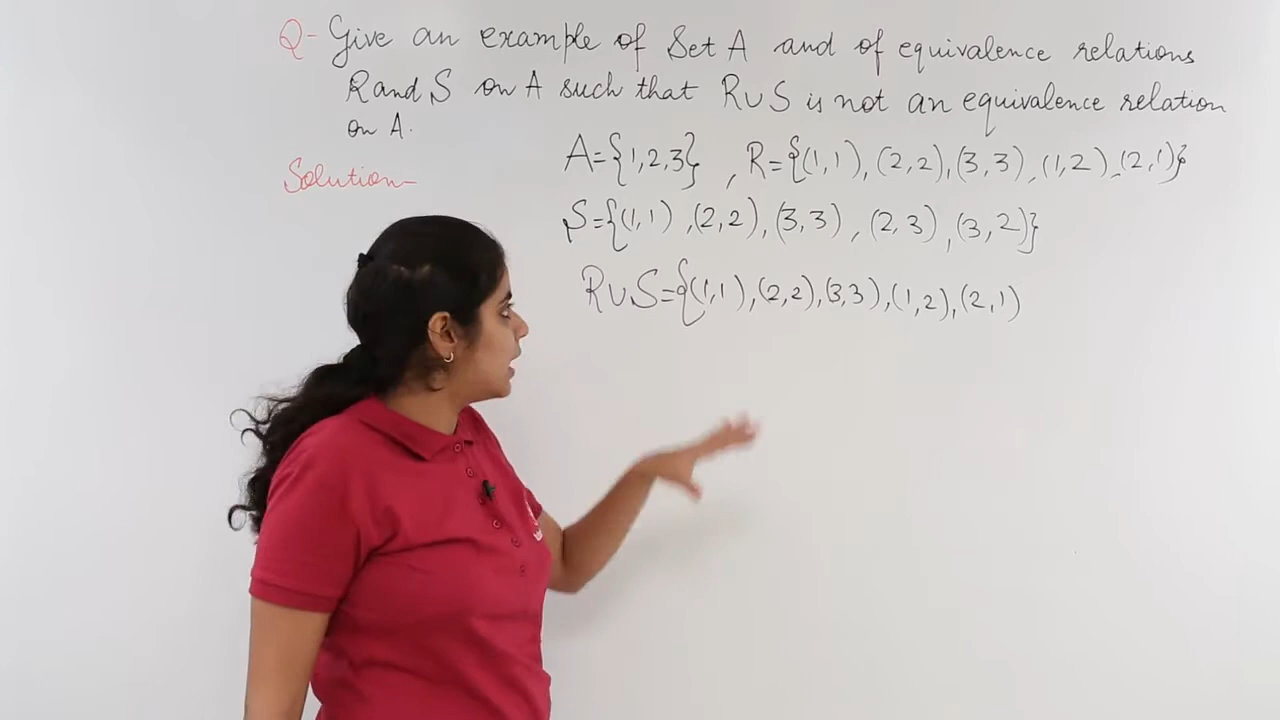 Q- Give an example of Set A and of equivalence relations
R and S on A such that R∪S is not an equivalence relation
on A.
Solution-
A={1,2,3} , R={(1,1),(2,2),(3,3),(1,2),(2,1)}
S={(1,1),(2,2),(3,3),(2,3),(3,2)}
R∪S={(1,1),(2,2),(3,3),(1,2),(2,1)